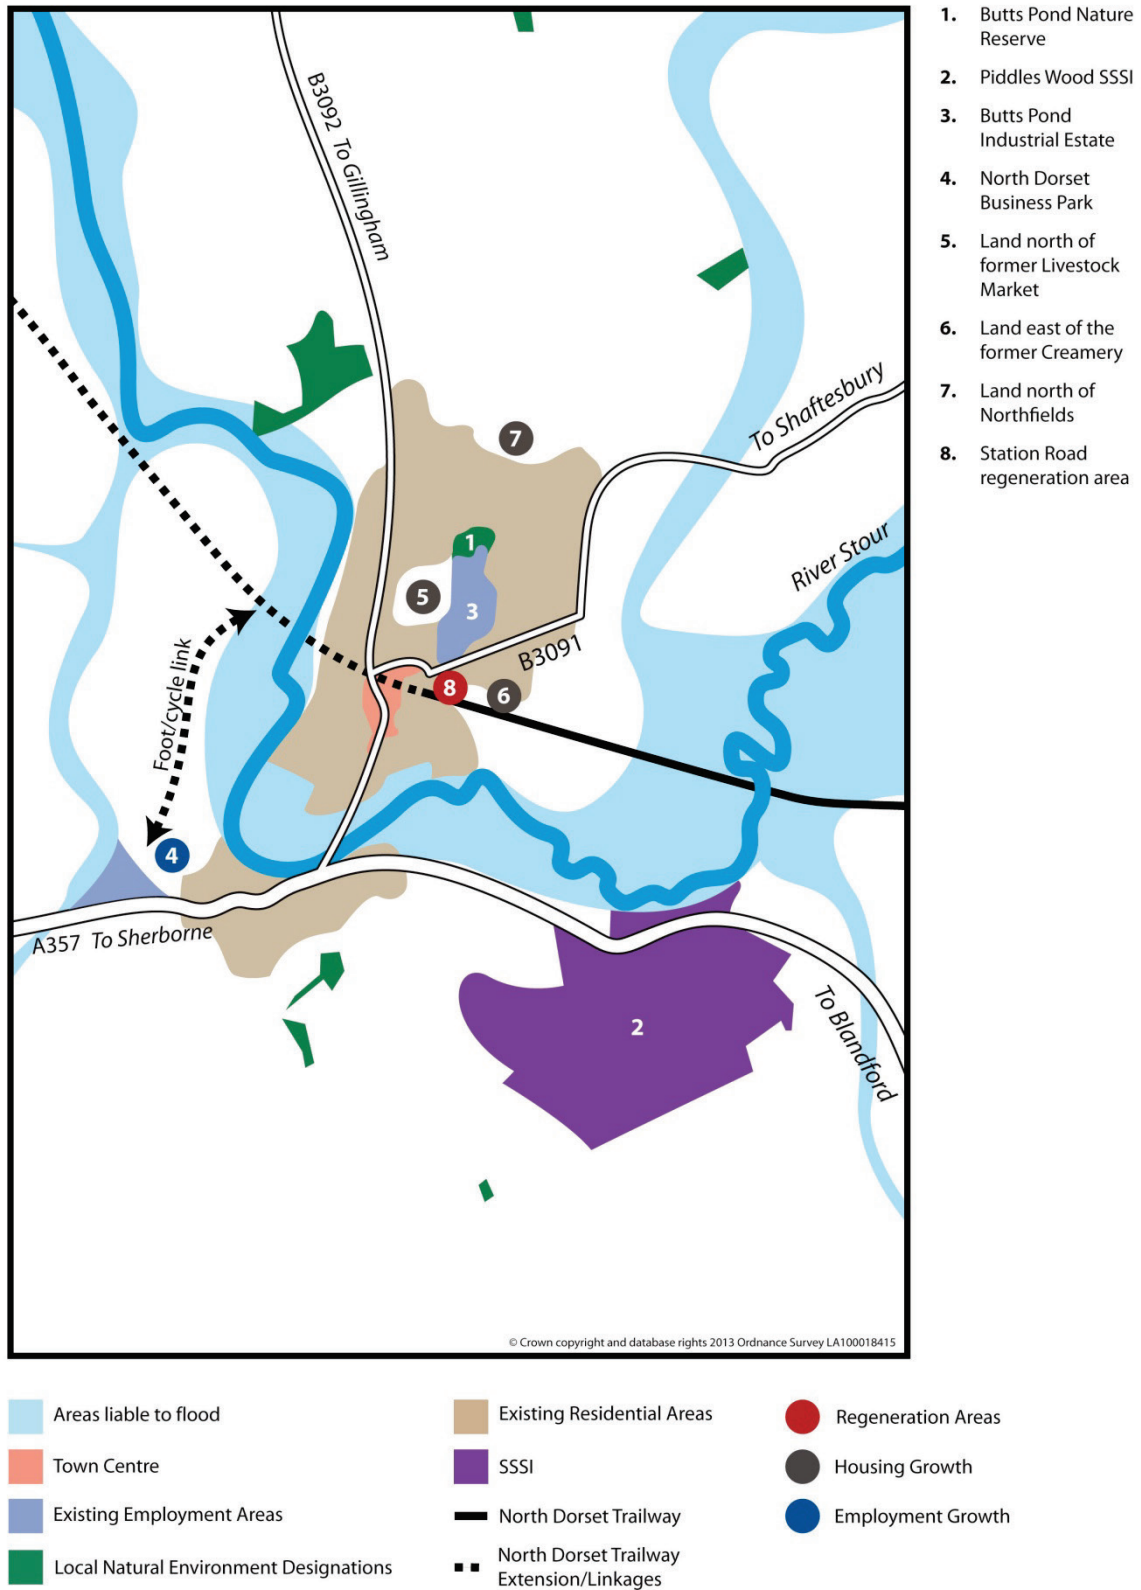 1. Butts Pond Nature
Reserve
2. Piddles Wood SSSI
3. Butts Pond
Industrial Estate
4. North Dorset
Business Park
5. Land north of
former Livestock
Market
6. Land east of the
former Creamery
7. Land north of
Northfields
8. Station Road
regeneration area
B3092 To Gillingham
To Shaftesbury
7
River Stour
1
5
3
B3091
Foot/cycle link
8
6
4
A357 To Sherborne
2
To Blandford
© Crown copyright and database rights 2013 Ordnance Survey LA100018415
Areas liable to flood
Town Centre
Existing Employment Areas
Local Natural Environment Designations
Existing Residential Areas
SSSI
North Dorset Trailway
North Dorset Trailway
Extension/Linkages
Regeneration Areas
Housing Growth
Employment Growth